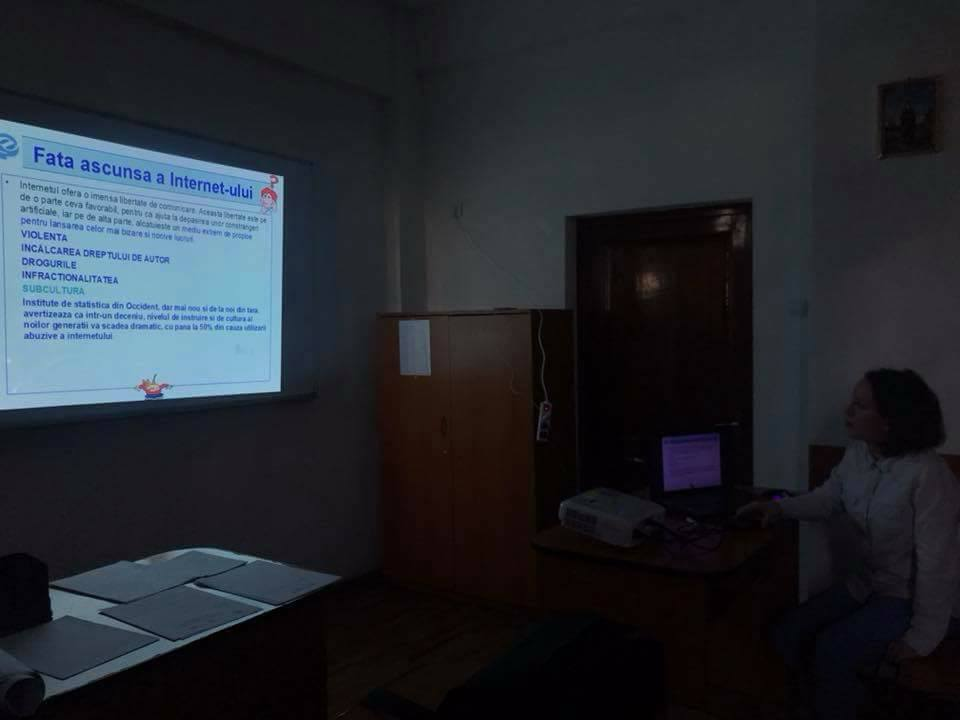 Fata ascunsa a Internet-ului
• Internetul ofera o imensa libertate de comunicare. Aceasta libertate este pe
de o parte ceva favorabil, pentru ca ajuta la depasirea unor constrangeri
artificiale, iar pe de alta parte, alcatuieste un mediu extrem de propice
pentru lansarea celor mai bizare si nocive lucruri.
VIOLENTA
INCĂLCAREA DREPTULUI DE AUTOR
DROGURILE
INFRACTIONALITATEA
SUBCULTURA
Institute de statistica din Occident, dar mai nou si de la noi din tara,
avertizeaza ca intr-un deceniu, nivelul de instruire si de cultura al
noilor generatii va scadea dramatic, cu pana la 50% din cauza utilizarii
abuzive a internetului